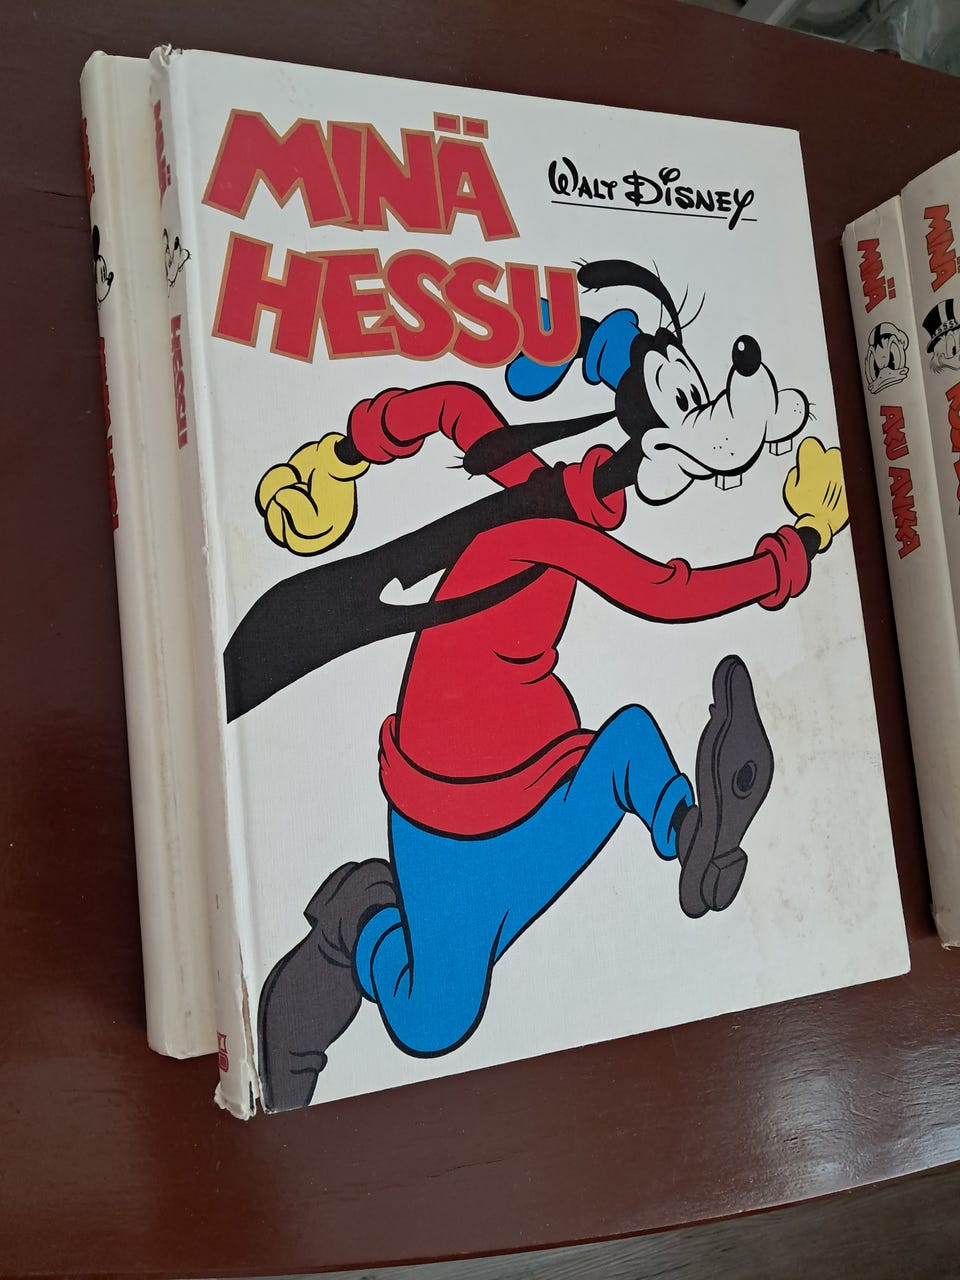 MINÄ
HESSU
WALT DISNEY
MINÄ
HESSU
MINÄ
AKU ANKKA
MINÄ